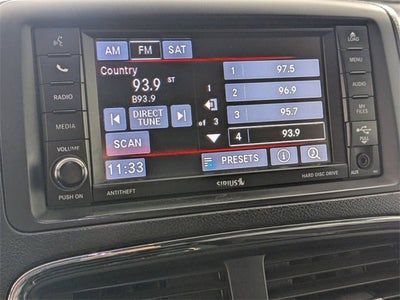 AM FM SAT
LOAD
Country
93.9 ST
B93.9
DIRECT TUNE
SCAN
11:33
1
of
3
1 97.5
2 96.9
3 95.7
4 93.9
PRESETS
RADIO
MEDIA
VOLUME
PUSH ON
MENU
AUDIO
MY FILES
PULL
AUX
ANTITHEFT
SIRIUS
HARD DISC DRIVE